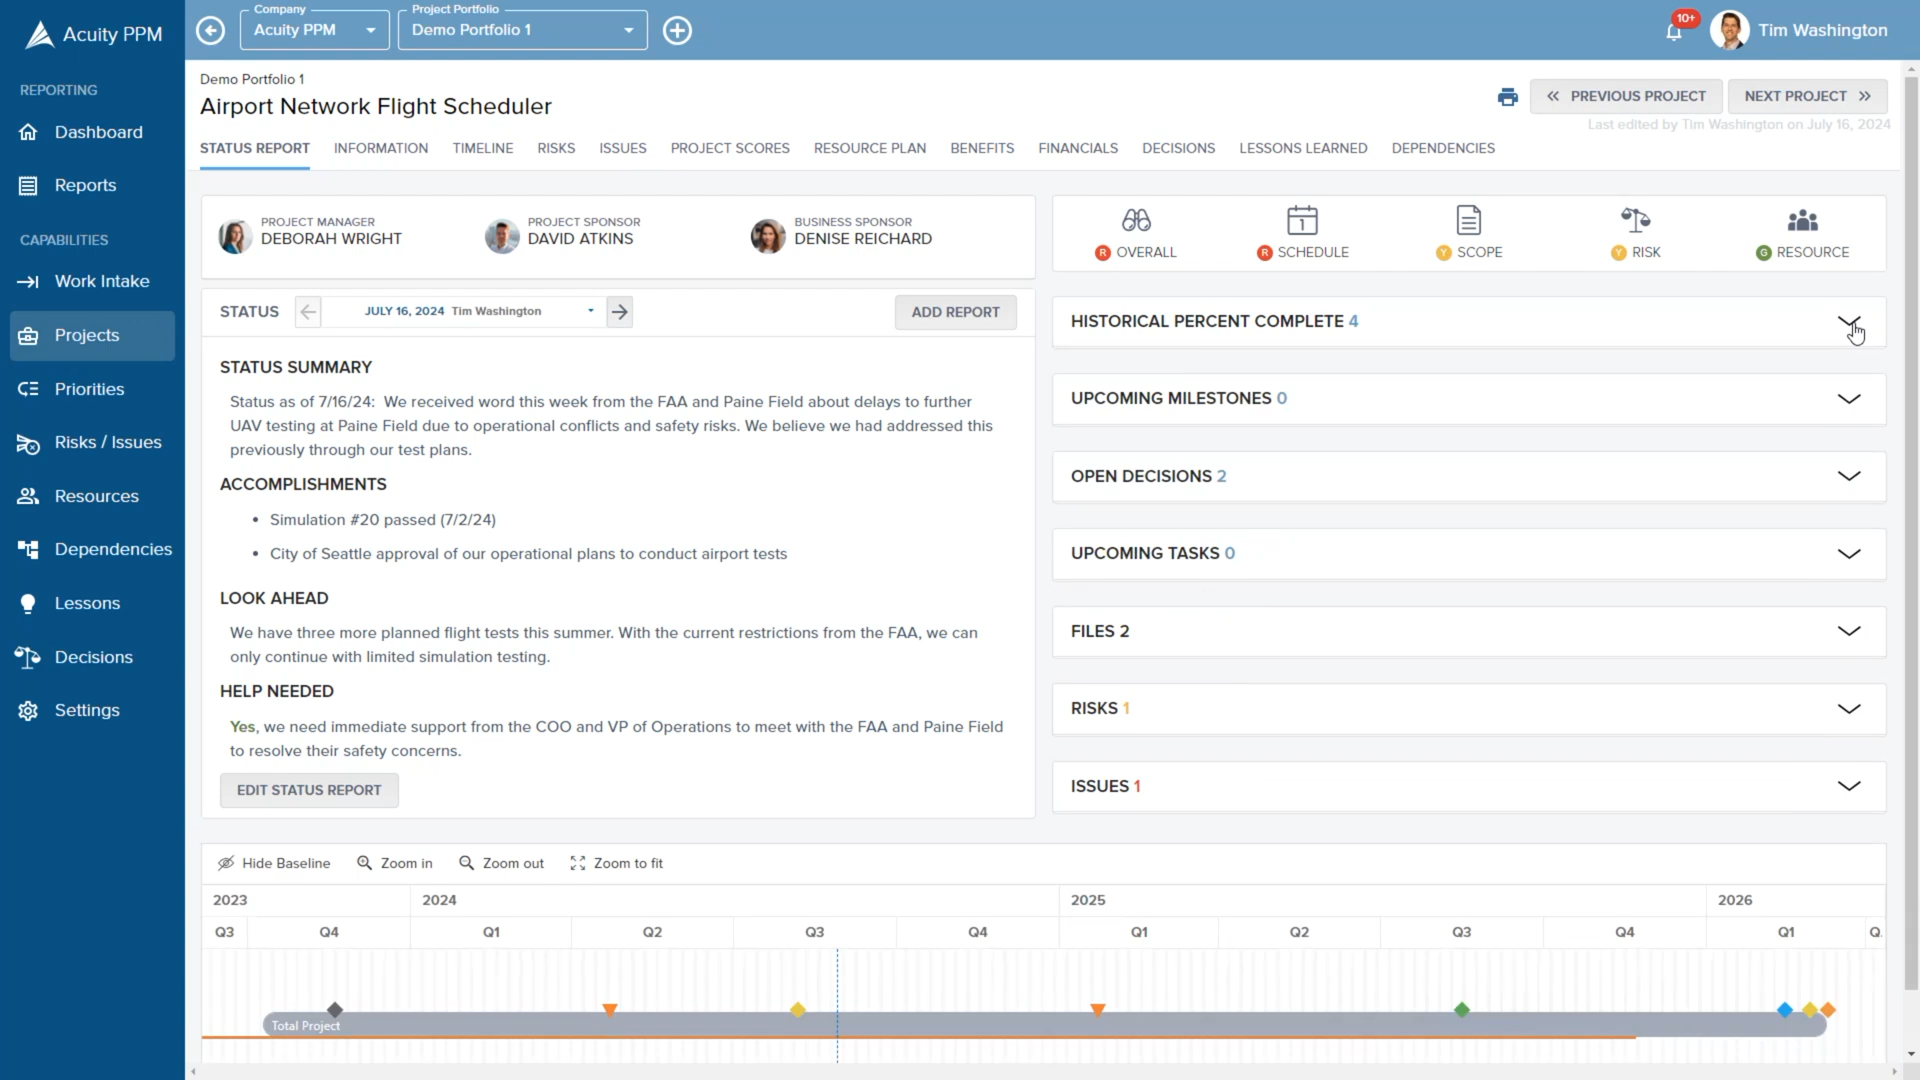 Acuity PPM
Company
Acuity PPM
Project Portfolio
Demo Portfolio 1
10+
Tim Washington
REPORTING
Dashboard
Reports
CAPABILITIES
Work Intake
Projects
Priorities
Risks / Issues
Resources
Dependencies
Lessons
Decisions
Settings
Demo Portfolio 1
Airport Network Flight Scheduler
PREVIOUS PROJECT
NEXT PROJECT
Last edited by Tim Washington on July 16, 2024
STATUS REPORT INFORMATION TIMELINE RISKS ISSUES PROJECT SCORES RESOURCE PLAN BENEFITS FINANCIALS DECISIONS LESSONS LEARNED DEPENDENCIES
PROJECT MANAGER
DEBORAH WRIGHT
PROJECT SPONSOR
DAVID ATKINS
BUSINESS SPONSOR
DENISE REICHARD
1
R OVERALL
R SCHEDULE
Y SCOPE
Y RISK
G RESOURCE
STATUS
JULY 16, 2024 Tim Washington
ADD REPORT
STATUS SUMMARY
Status as of 7/16/24: We received word this week from the FAA and Paine Field about delays to further
UAV testing at Paine Field due to operational conflicts and safety risks. We believe we had addressed this
previously through our test plans.
ACCOMPLISHMENTS
• Simulation #20 passed (7/2/24)
• City of Seattle approval of our operational plans to conduct airport tests
LOOK AHEAD
We have three more planned flight tests this summer. With the current restrictions from the FAA, we can
only continue with limited simulation testing.
HELP NEEDED
Yes, we need immediate support from the COO and VP of Operations to meet with the FAA and Paine Field
to resolve their safety concerns.
EDIT STATUS REPORT
HISTORICAL PERCENT COMPLETE 4
UPCOMING MILESTONES 0
OPEN DECISIONS 2
UPCOMING TASKS 0
FILES 2
RISKS 1
ISSUES 1
Hide Baseline Zoom in Zoom out Zoom to fit
2023 2024 2025 2026
Q3 Q4 Q1 Q2 Q3 Q4 Q1 Q2 Q3 Q4 Q1 Q
Total Project